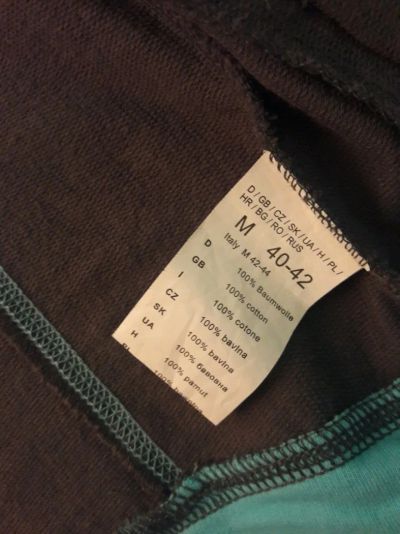 D / GB / CZ / SK / UA / H / PL /
HR / BG / RO / RUS
M 40-42
Italy M 42-44
D 100% Baumwolle
GB 100% cotton
I 100% cotone
CZ 100% bavlna
SK 100% bavlna
UA 100% бавовна
H 100% pamut